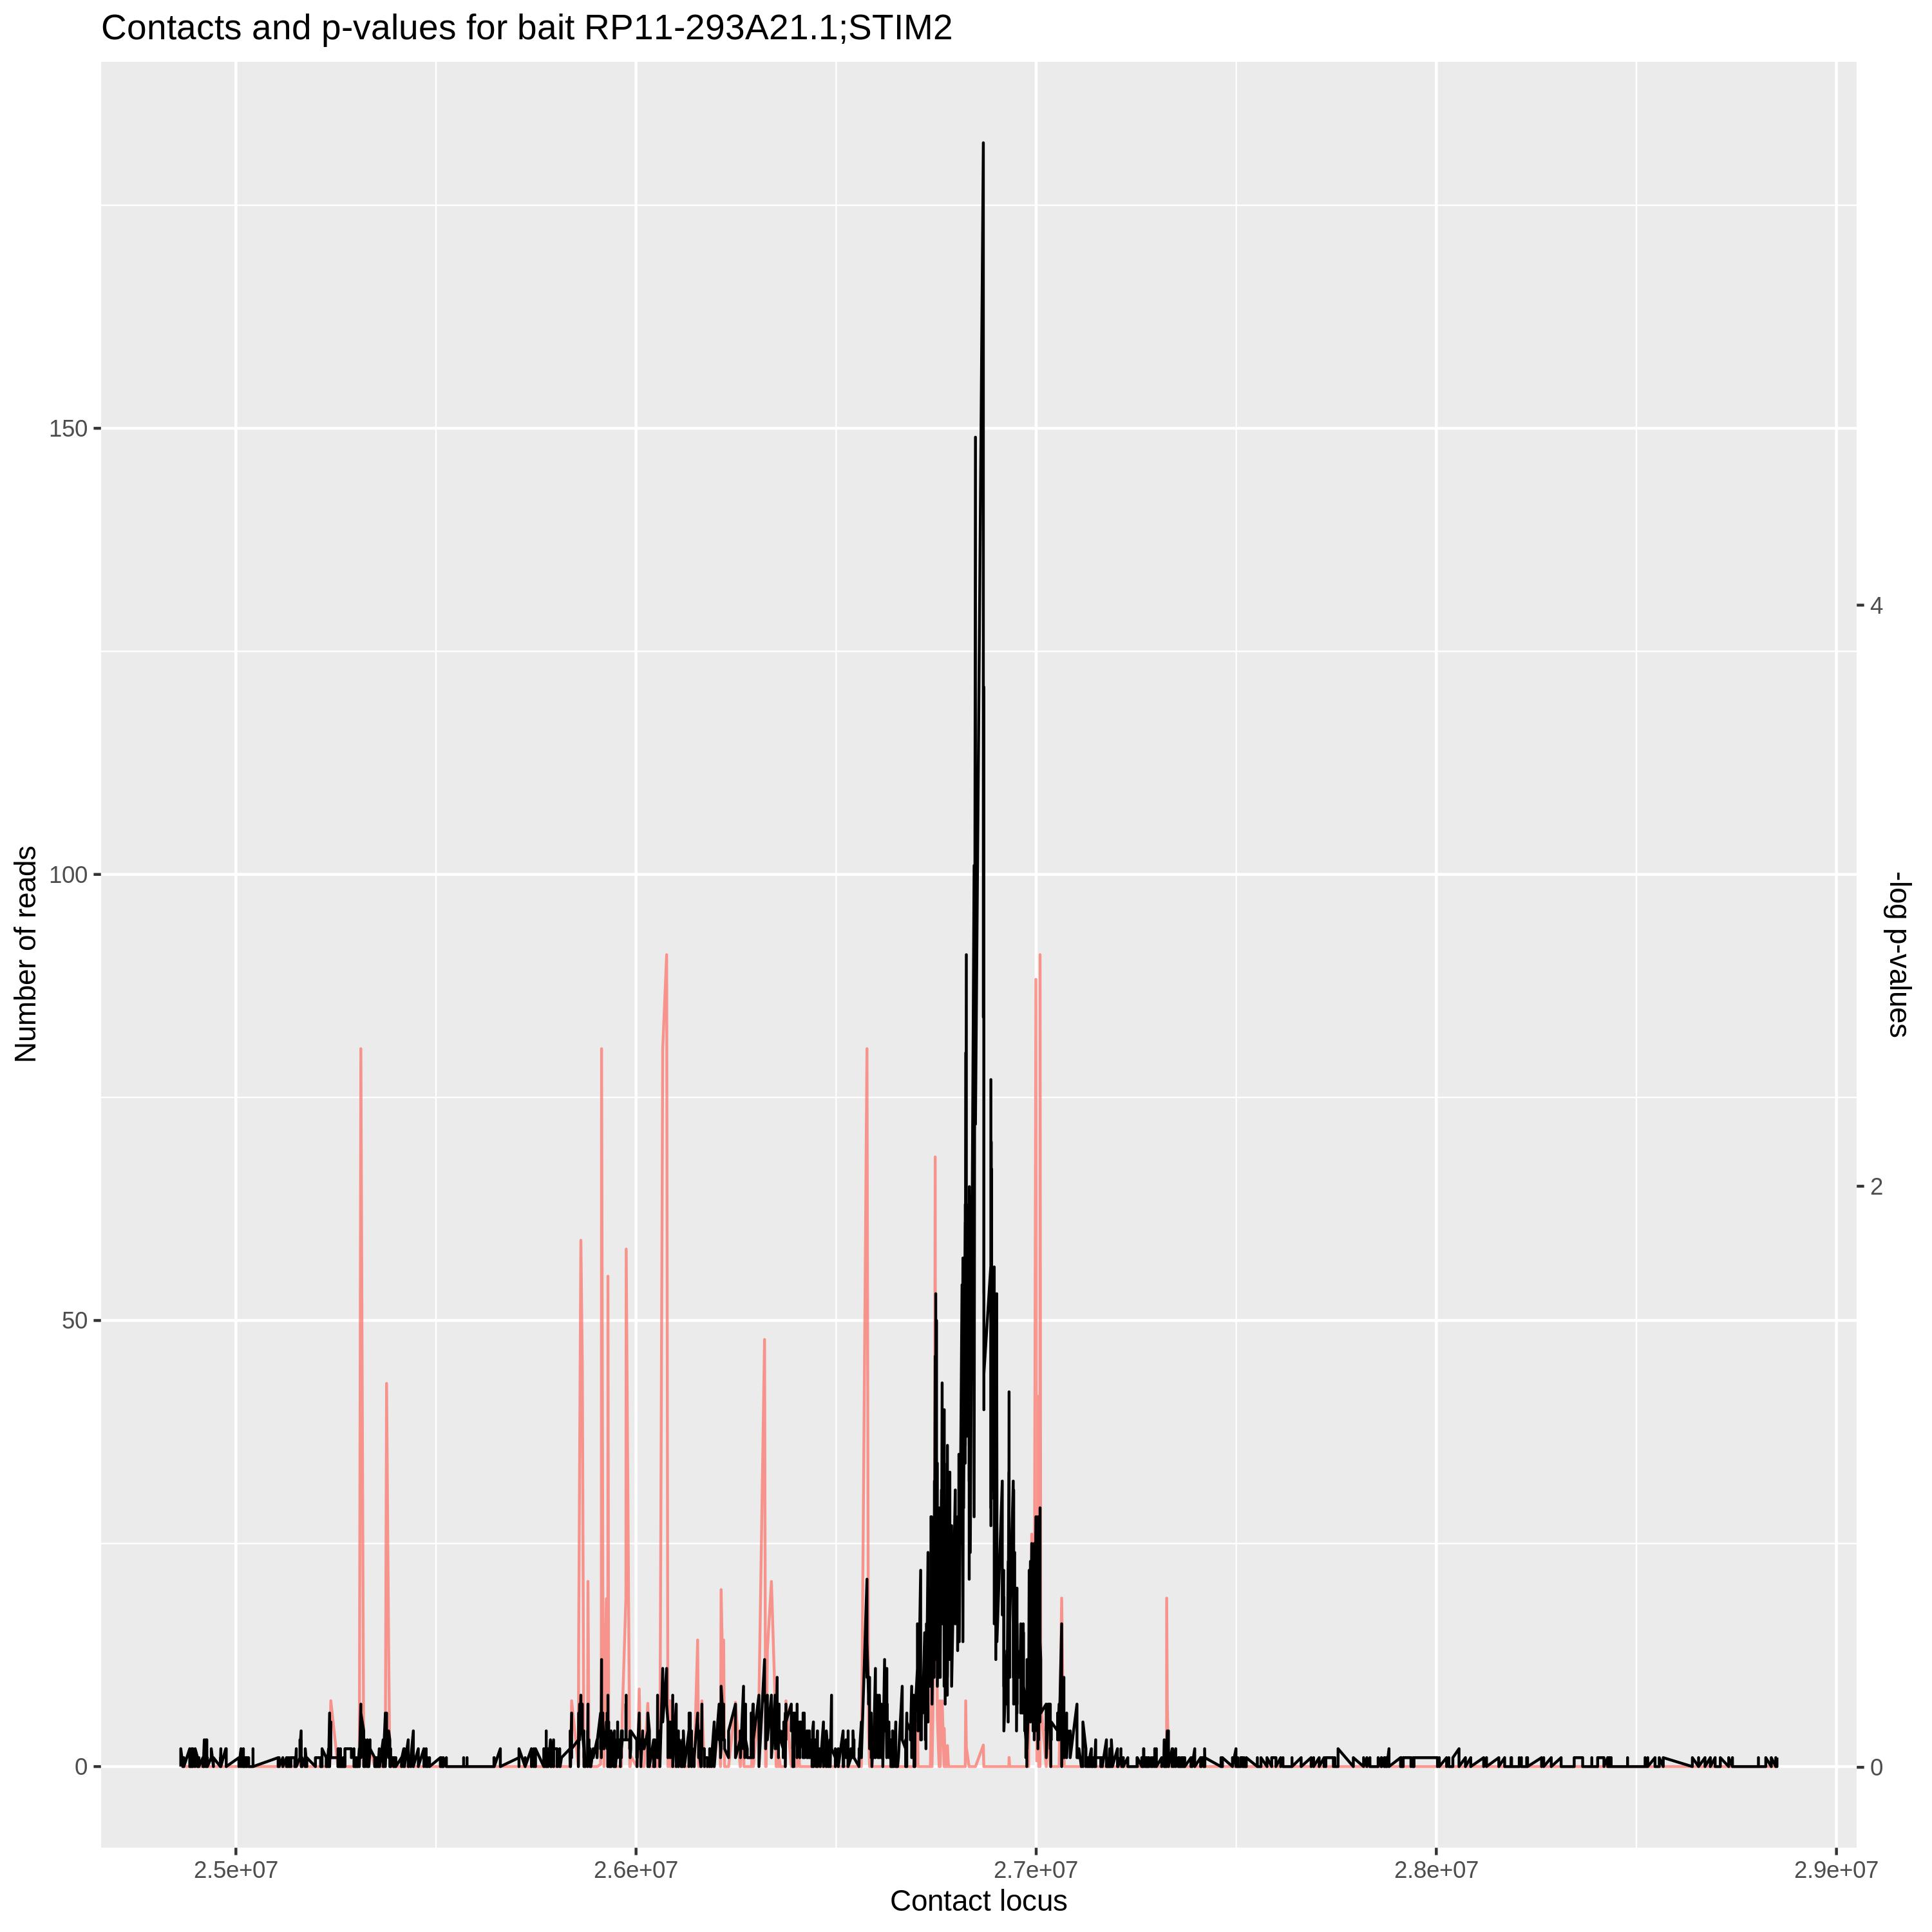 Contacts and p-values for bait RP11-293A21.1;STIM2
150
100
50
0
Number of reads
4
2
0
-log p-values
2.5e+07 2.6e+07 2.7e+07 2.8e+07 2.9e+07
Contact locus